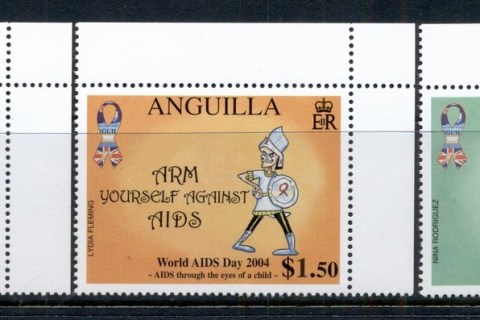 ANGUILLA
EIIR
ARM
YOURSELF AGAINST
AIDS
LYDIA FLEMING
World AIDS Day 2004
- AIDS through the eyes of a child -
$1.50
NINA RODRIGUEZ